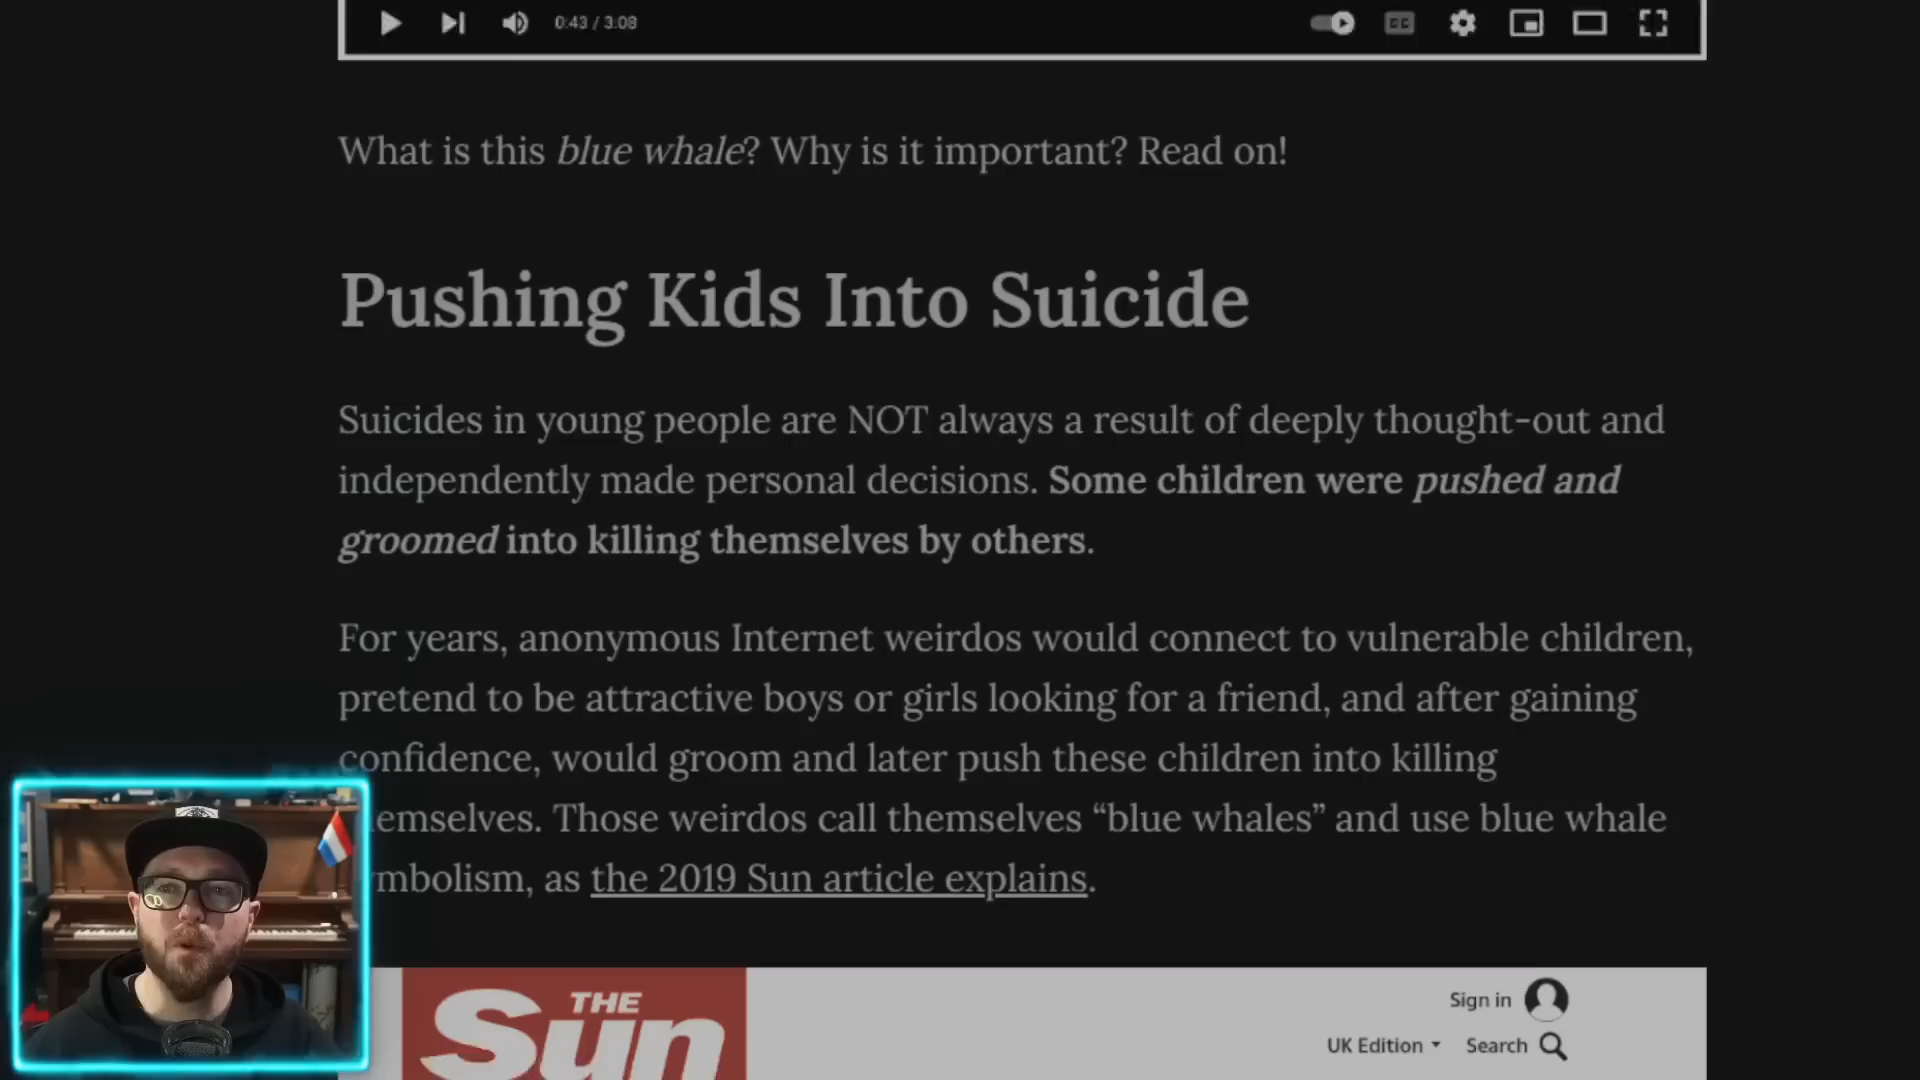 0:43 / 3:08
CC
What is this blue whale? Why is it important? Read on!
Pushing Kids Into Suicide
Suicides in young people are NOT always a result of deeply thought-out and
independently made personal decisions. Some children were pushed and
groomed into killing themselves by others.
For years, anonymous Internet weirdos would connect to vulnerable children,
pretend to be attractive boys or girls looking for a friend, and after gaining
confidence, would groom and later push these children into killing
emselves. Those weirdos call themselves “blue whales” and use blue whale
mbolism, as the 2019 Sun article explains.
THE
Sun
Sign in
UK Edition
Search